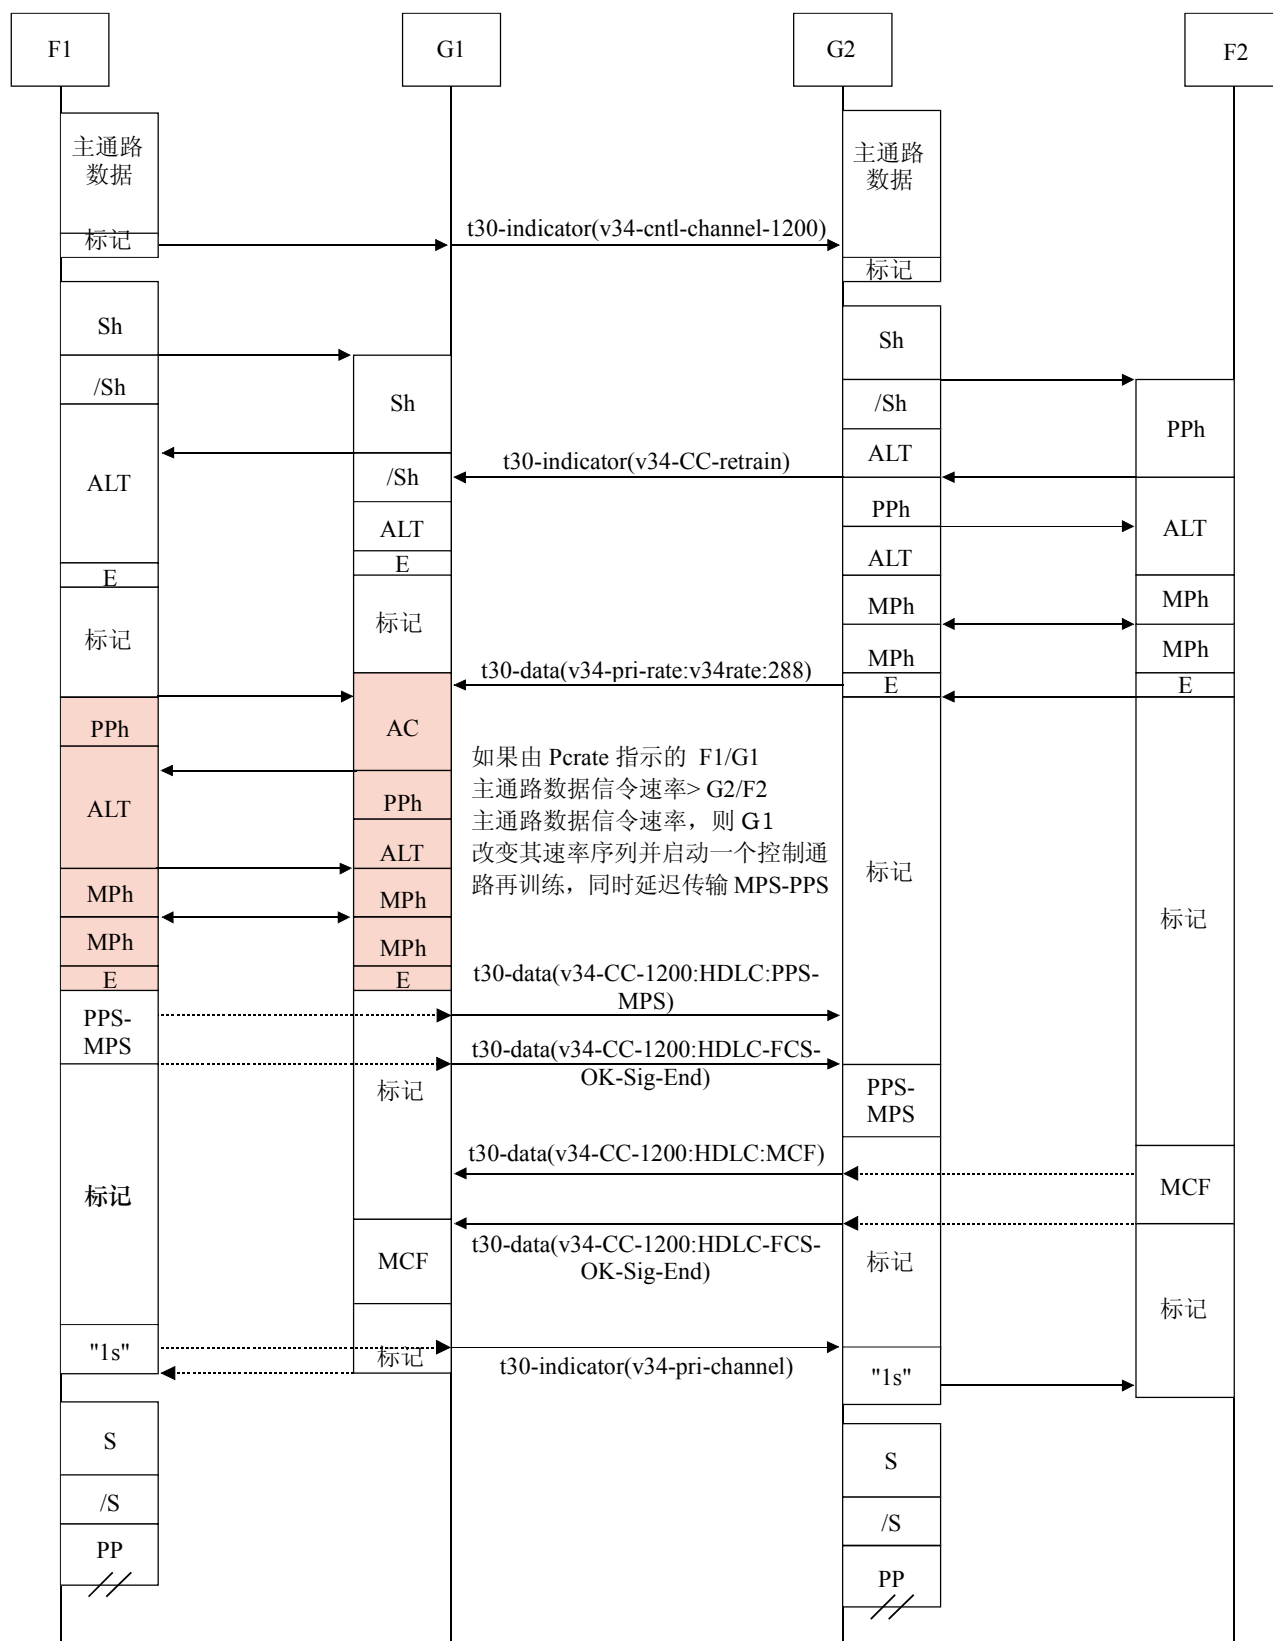 F1
G1
G2
F2
主通路
数据
标记
主通路
数据
标记
t30-indicator(v34-cntl-channel-1200)
Sh
/Sh
ALT
E
标记
Sh
/Sh
ALT
E
标记
t30-indicator(v34-CC-retrain)
Sh
/Sh
ALT
PPh
ALT
MPh
MPh
E
PPh
ALT
MPh
MPh
E
t30-data(v34-pri-rate:v34rate:288)
PPh
ALT
MPh
MPh
E
AC
PPh
ALT
MPh
MPh
E
如果由 Pcrate 指示的 F1/G1
主通路数据信令速率> G2/F2
主通路数据信令速率，则 G1
改变其速率序列并启动一个控制通
路再训练，同时延迟传输 MPS-PPS
标记
标记
t30-data(v34-CC-1200:HDLC:PPS-
MPS)
PPS-
MPS
t30-data(v34-CC-1200:HDLC-FCS-
OK-Sig-End)
标记
PPS-
MPS
t30-data(v34-CC-1200:HDLC:MCF)
标记
MCF
t30-data(v34-CC-1200:HDLC-FCS-
OK-Sig-End)
MCF
标记
标记
"1s"
标记
t30-indicator(v34-pri-channel)
"1s"
S
/S
PP
S
/S
PP